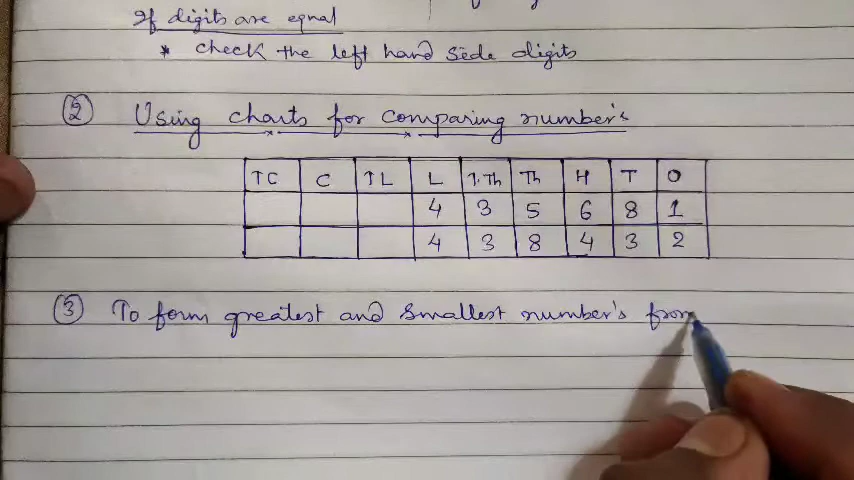 If digits are equal
* check the left hand side digits
② Using charts for comparing number's
TC C TL L T.Th Th H T O
4 3 5 6 8 1
4 3 8 4 3 2
③ To form greatest and smallest number's from